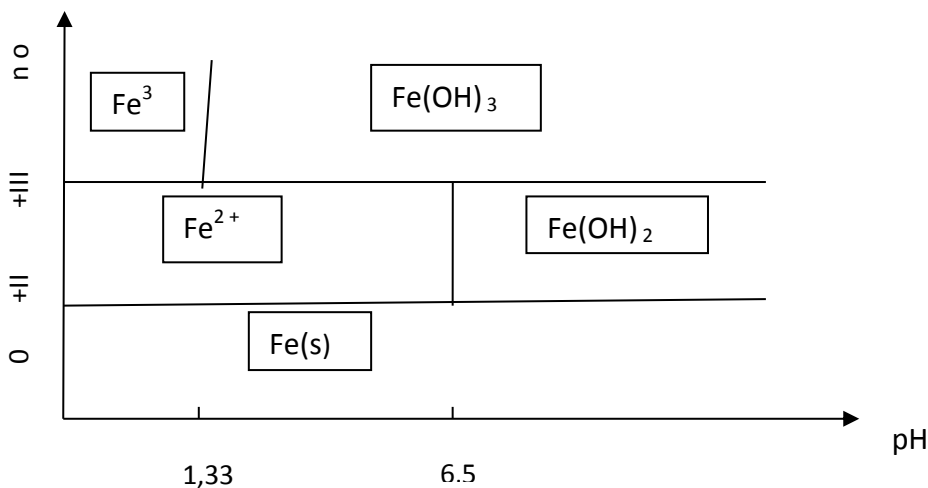 n o
Fe³
Fe(OH) ₃
+III
Fe²⁺
Fe(OH) ₂
+II
Fe(s)
0
pH
1,33
6.5